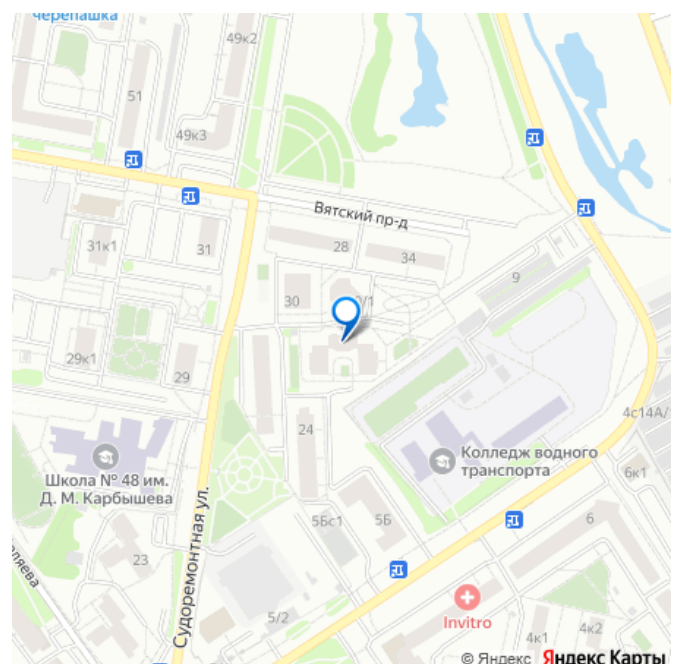 черепашка
49к2
51
49к3
Вятский пр-д
31к1
31
28
34
9
30
/1
29к1
29
4с14А/
24
Колледж водного
транспорта
Школа № 48 им.
Д. М. Карбышева
6к1
5Бс1
5Б
6
23
Судоремонтная ул.
Invitro
5/2
4к1
4к2
© Яндекс Яндекс Карты